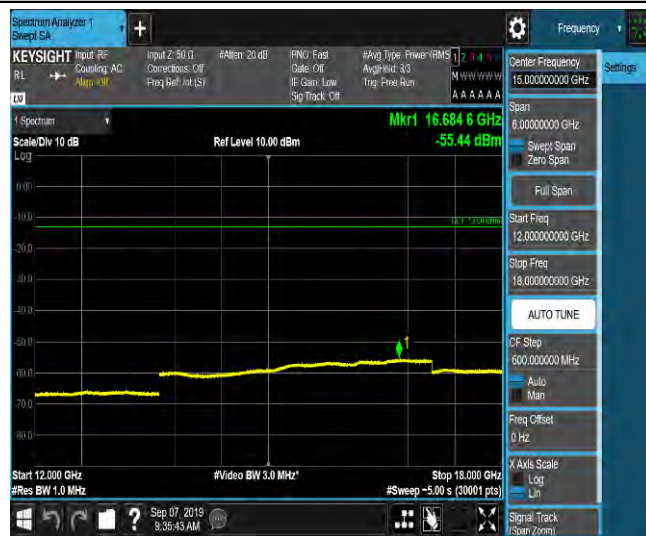 Spectrum Analyzer 1
Swept SA
Frequency
KEYSIGHT
RL
Input: RF
Coupling: AC
Align: Off
Input Z: 50 Ω
Corrections: Off
Freq Ref: Int (S)
#Atten: 20 dB
PNO: Fast
Gate: Off
IF Gain: Low
Sig Track: Off
#Avg Type: Power (RMS
Avg|Hold: 3/3
Trig: Free Run
M W W W W W
A A A A A A
1 Spectrum
Scale/Div 10 dB
Log
Ref Level 10.00 dBm
Mkr1 16.684 6 GHz
-55.44 dBm
0.00
-10.0
-20.0
-30.0
-40.0
-50.0
-60.0
-70.0
-80.0
DL1 -13.00 dBm
1
Start 12.000 GHz
#Res BW 1.0 MHz
#Video BW 3.0 MHz*
Stop 18.000 GHz
#Sweep ~5.00 s (30001 pts)
Sep 07, 2019
9:35:43 AM
Center Frequency
15.000000000 GHz
Settings
Span
6.00000000 GHz
Swept Span
Zero Span
Full Span
Start Freq
12.000000000 GHz
Stop Freq
18.000000000 GHz
AUTO TUNE
CF Step
600.000000 MHz
Auto
Man
Freq Offset
0 Hz
X Axis Scale
Log
Lin
Signal Track
(Span Zoom)